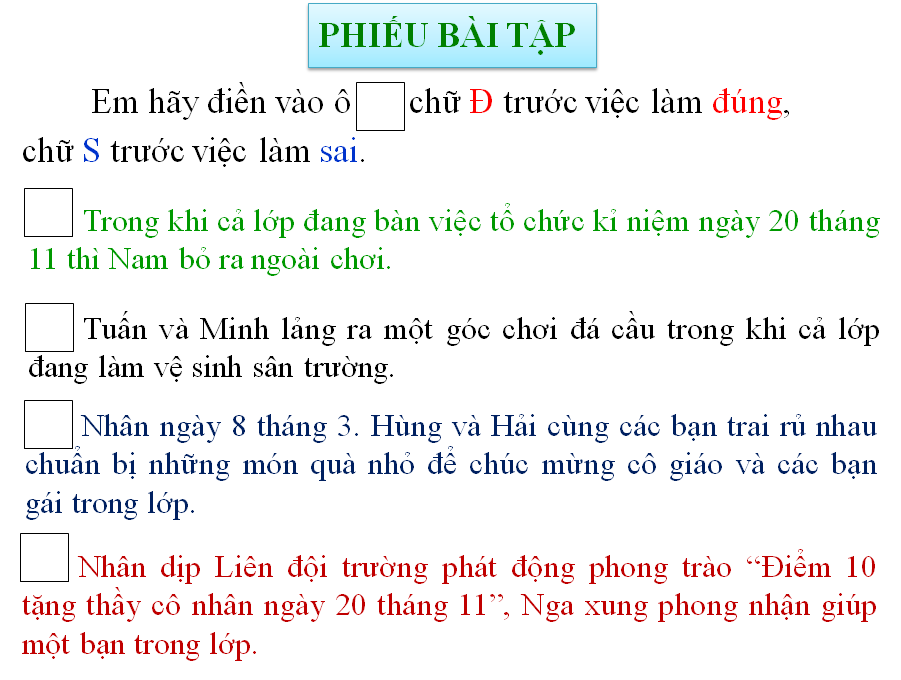 PHIẾU BÀI TẬP
Em hãy điền vào ô chữ Đ trước việc làm đúng,
chữ S trước việc làm sai.
Trong khi cả lớp đang bàn việc tổ chức kỉ niệm ngày 20 tháng
11 thì Nam bỏ ra ngoài chơi.
Tuấn và Minh lảng ra một góc chơi đá cầu trong khi cả lớp
đang làm vệ sinh sân trường.
Nhân ngày 8 tháng 3. Hùng và Hải cùng các bạn trai rủ nhau
chuẩn bị những món quà nhỏ để chúc mừng cô giáo và các bạn
gái trong lớp.
Nhân dịp Liên đội trường phát động phong trào “Điểm 10
tặng thầy cô nhân ngày 20 tháng 11”, Nga xung phong nhận giúp
một bạn trong lớp.